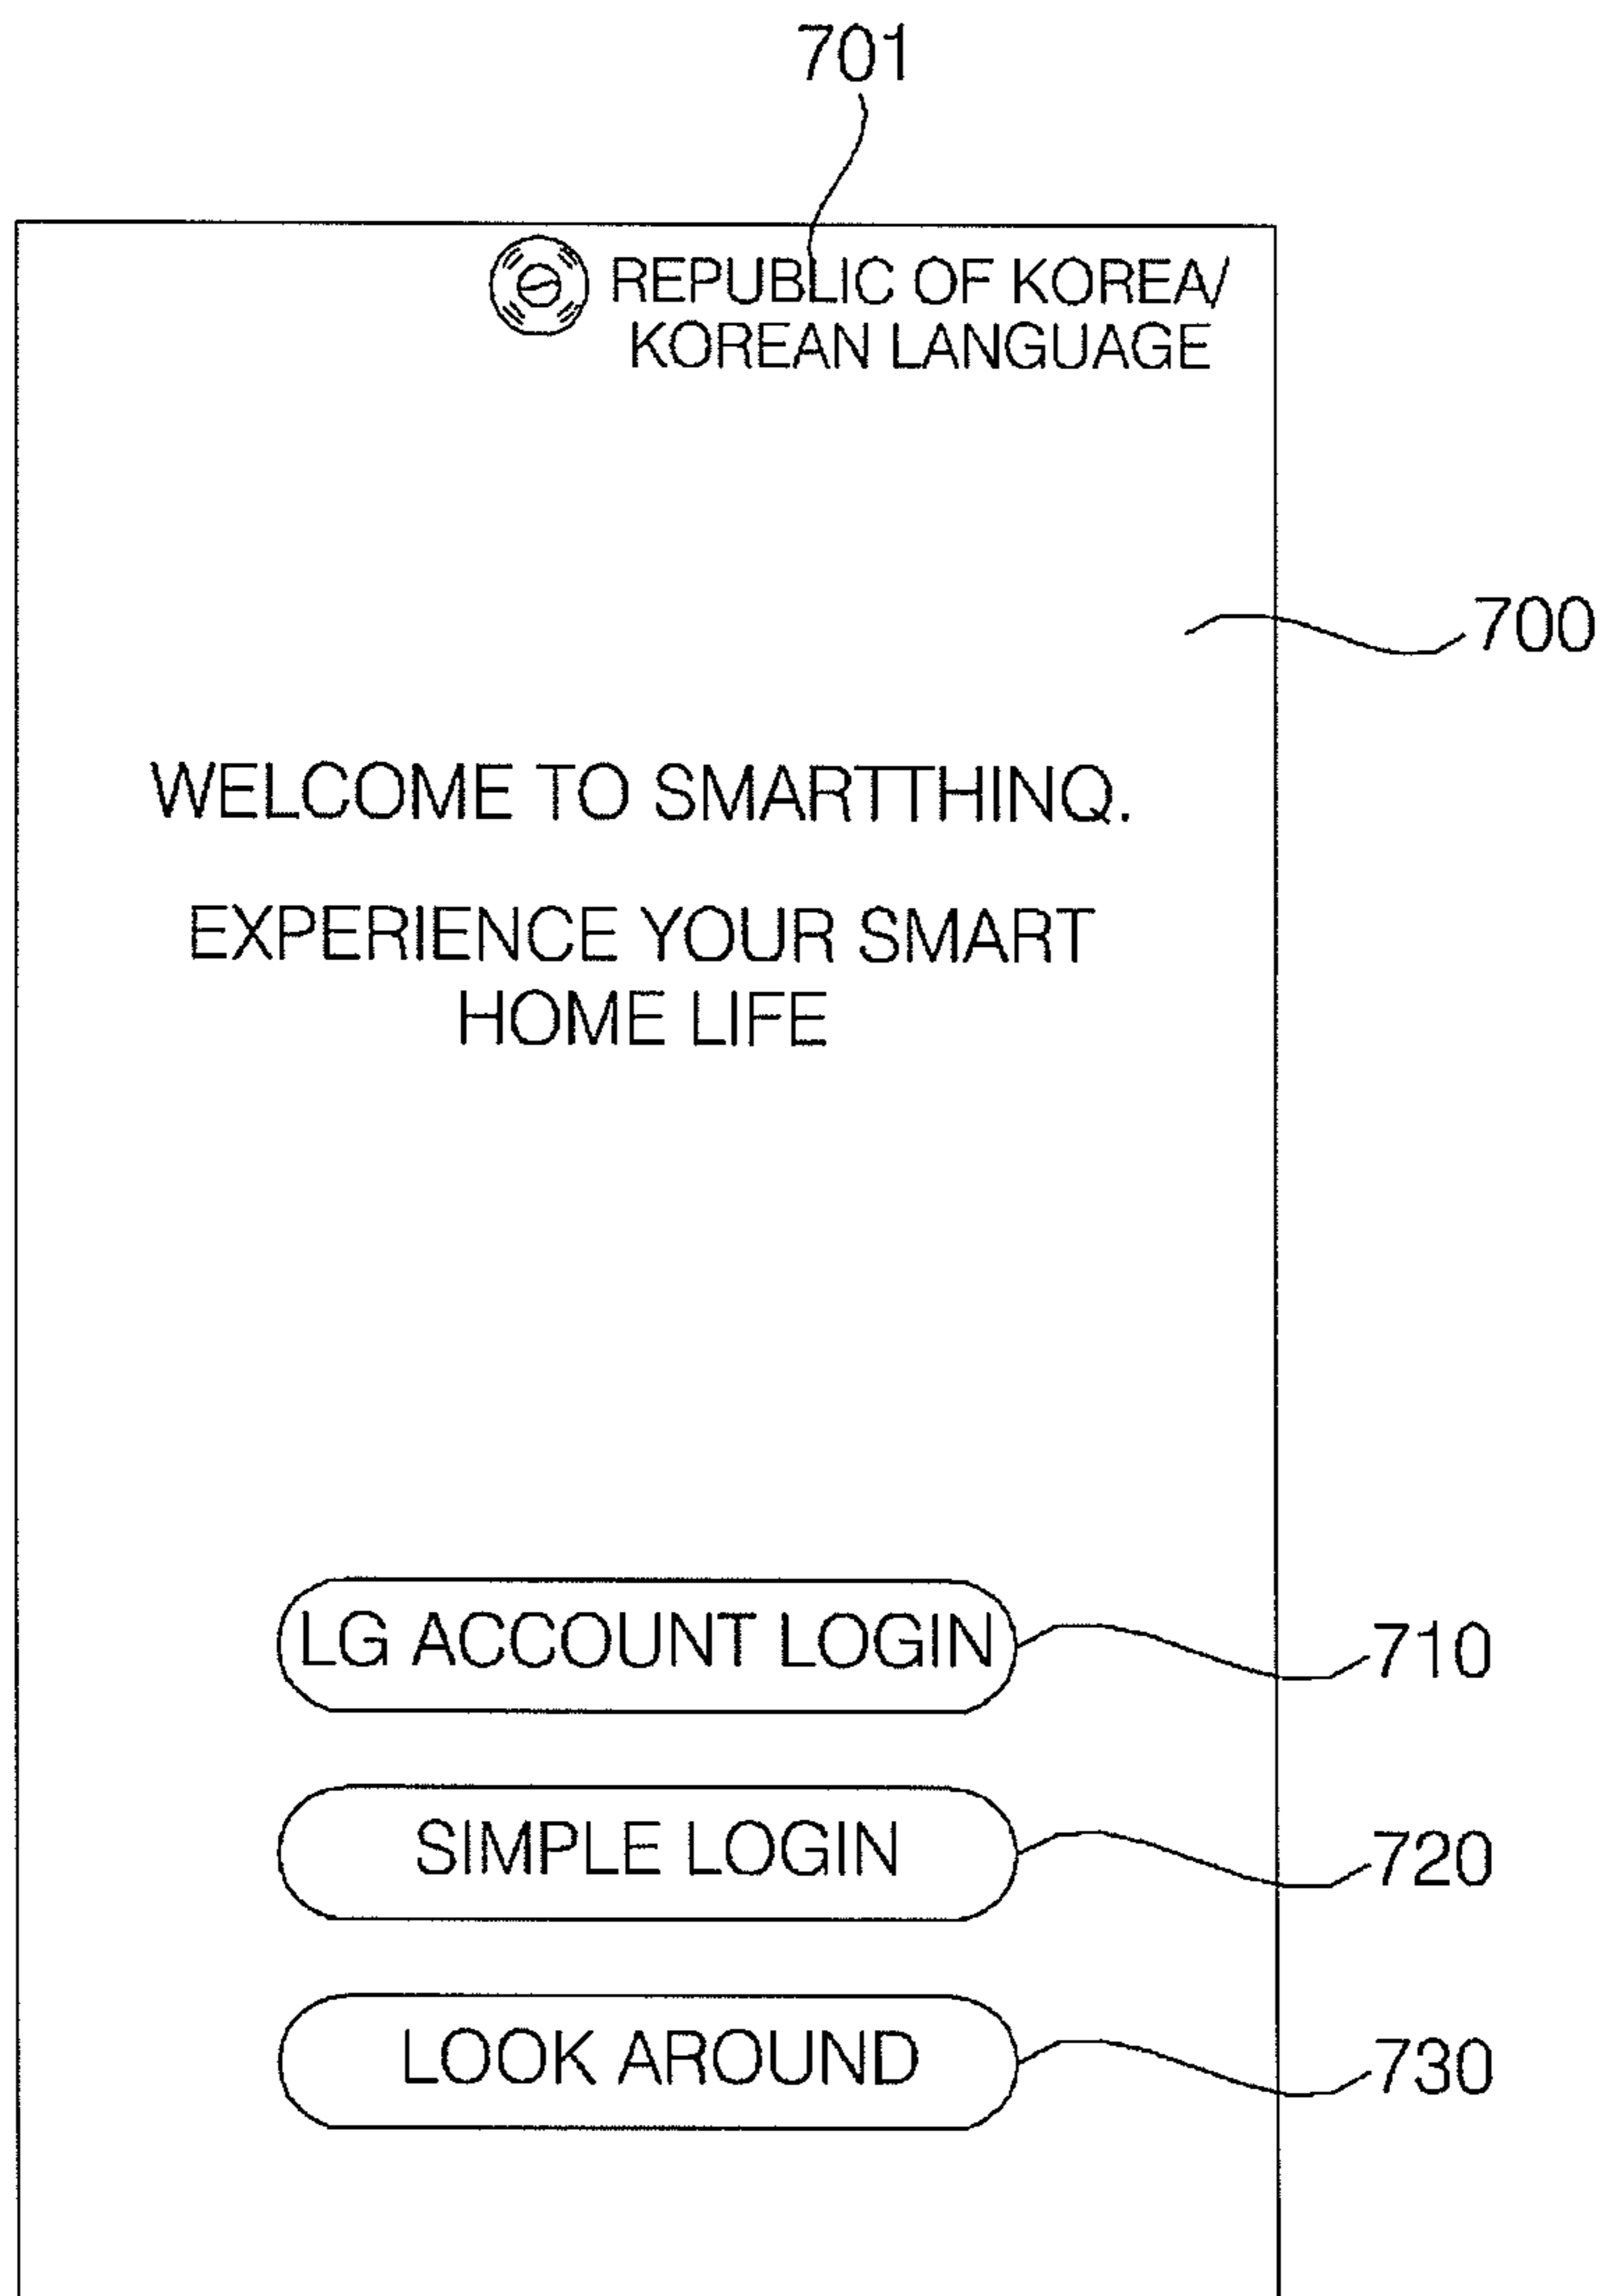 701
REPUBLIC OF KOREA/
KOREAN LANGUAGE
700
WELCOME TO SMARTTHINQ.
EXPERIENCE YOUR SMART
HOME LIFE
LG ACCOUNT LOGIN
710
SIMPLE LOGIN
720
LOOK AROUND
730